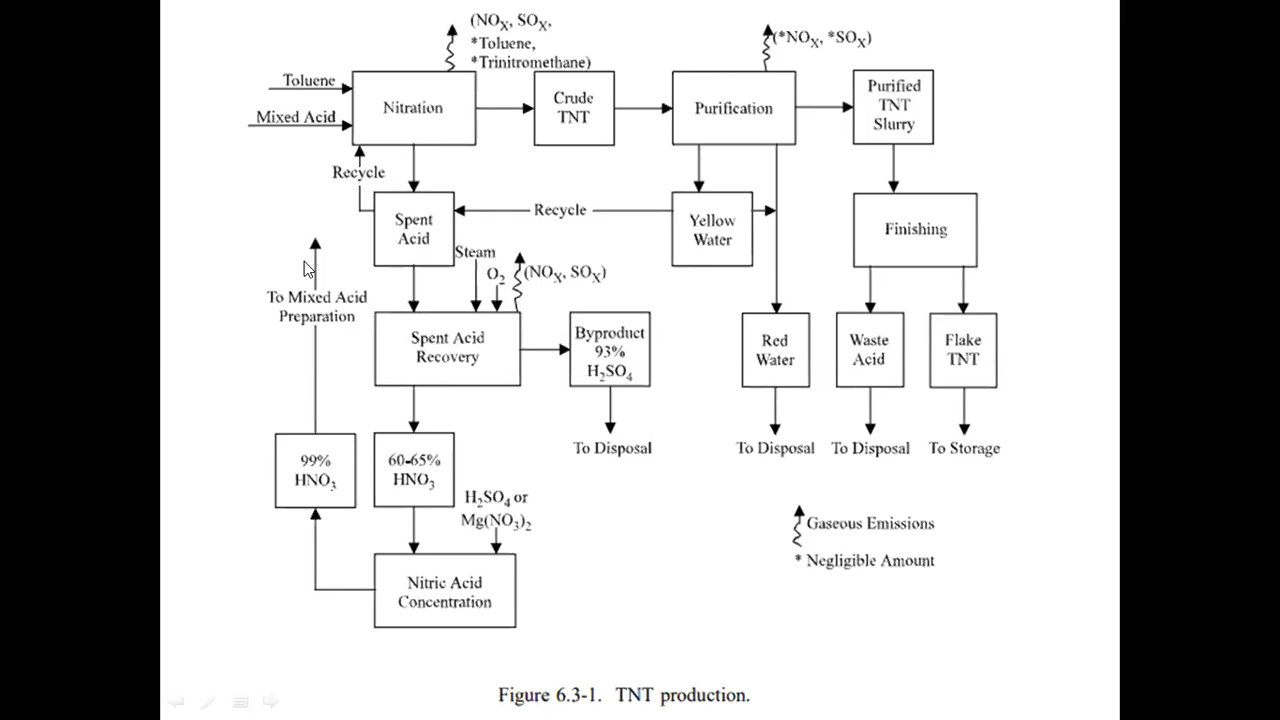 (NOX, SOX,
*Toluene,
*Trinitromethane)
(*NOX, *SOX)
Toluene
Mixed Acid
Nitration
Crude
TNT
Purification
Purified
TNT
Slurry
Recycle
Spent
Acid
Recycle
Yellow
Water
Finishing
Steam
O2
(NOX, SOX)
To Mixed Acid
Preparation
Spent Acid
Recovery
Byproduct
93%
H2SO4
Red
Water
Waste
Acid
Flake
TNT
To Disposal
To Disposal
To Disposal
To Storage
99%
HNO3
60-65%
HNO3
H2SO4 or
Mg(NO3)2
Nitric Acid
Concentration
Gaseous Emissions
* Negligible Amount
Figure 6.3-1. TNT production.